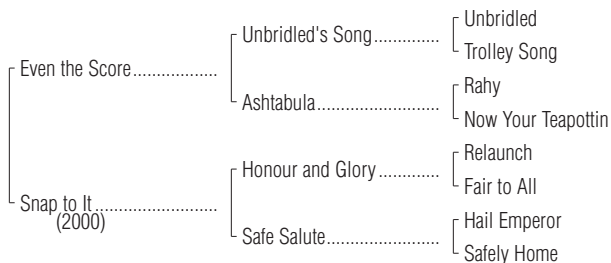 Unbridled
Unbridled's Song..............
Trolley Song
Even the Score..................
Rahy
Ashtabula..........................
Now Your Teapottin
Relaunch
Honour and Glory.............
Fair to All
Snap to It..........................
(2000)
Hail Emperor
Safe Salute........................
Safely Home